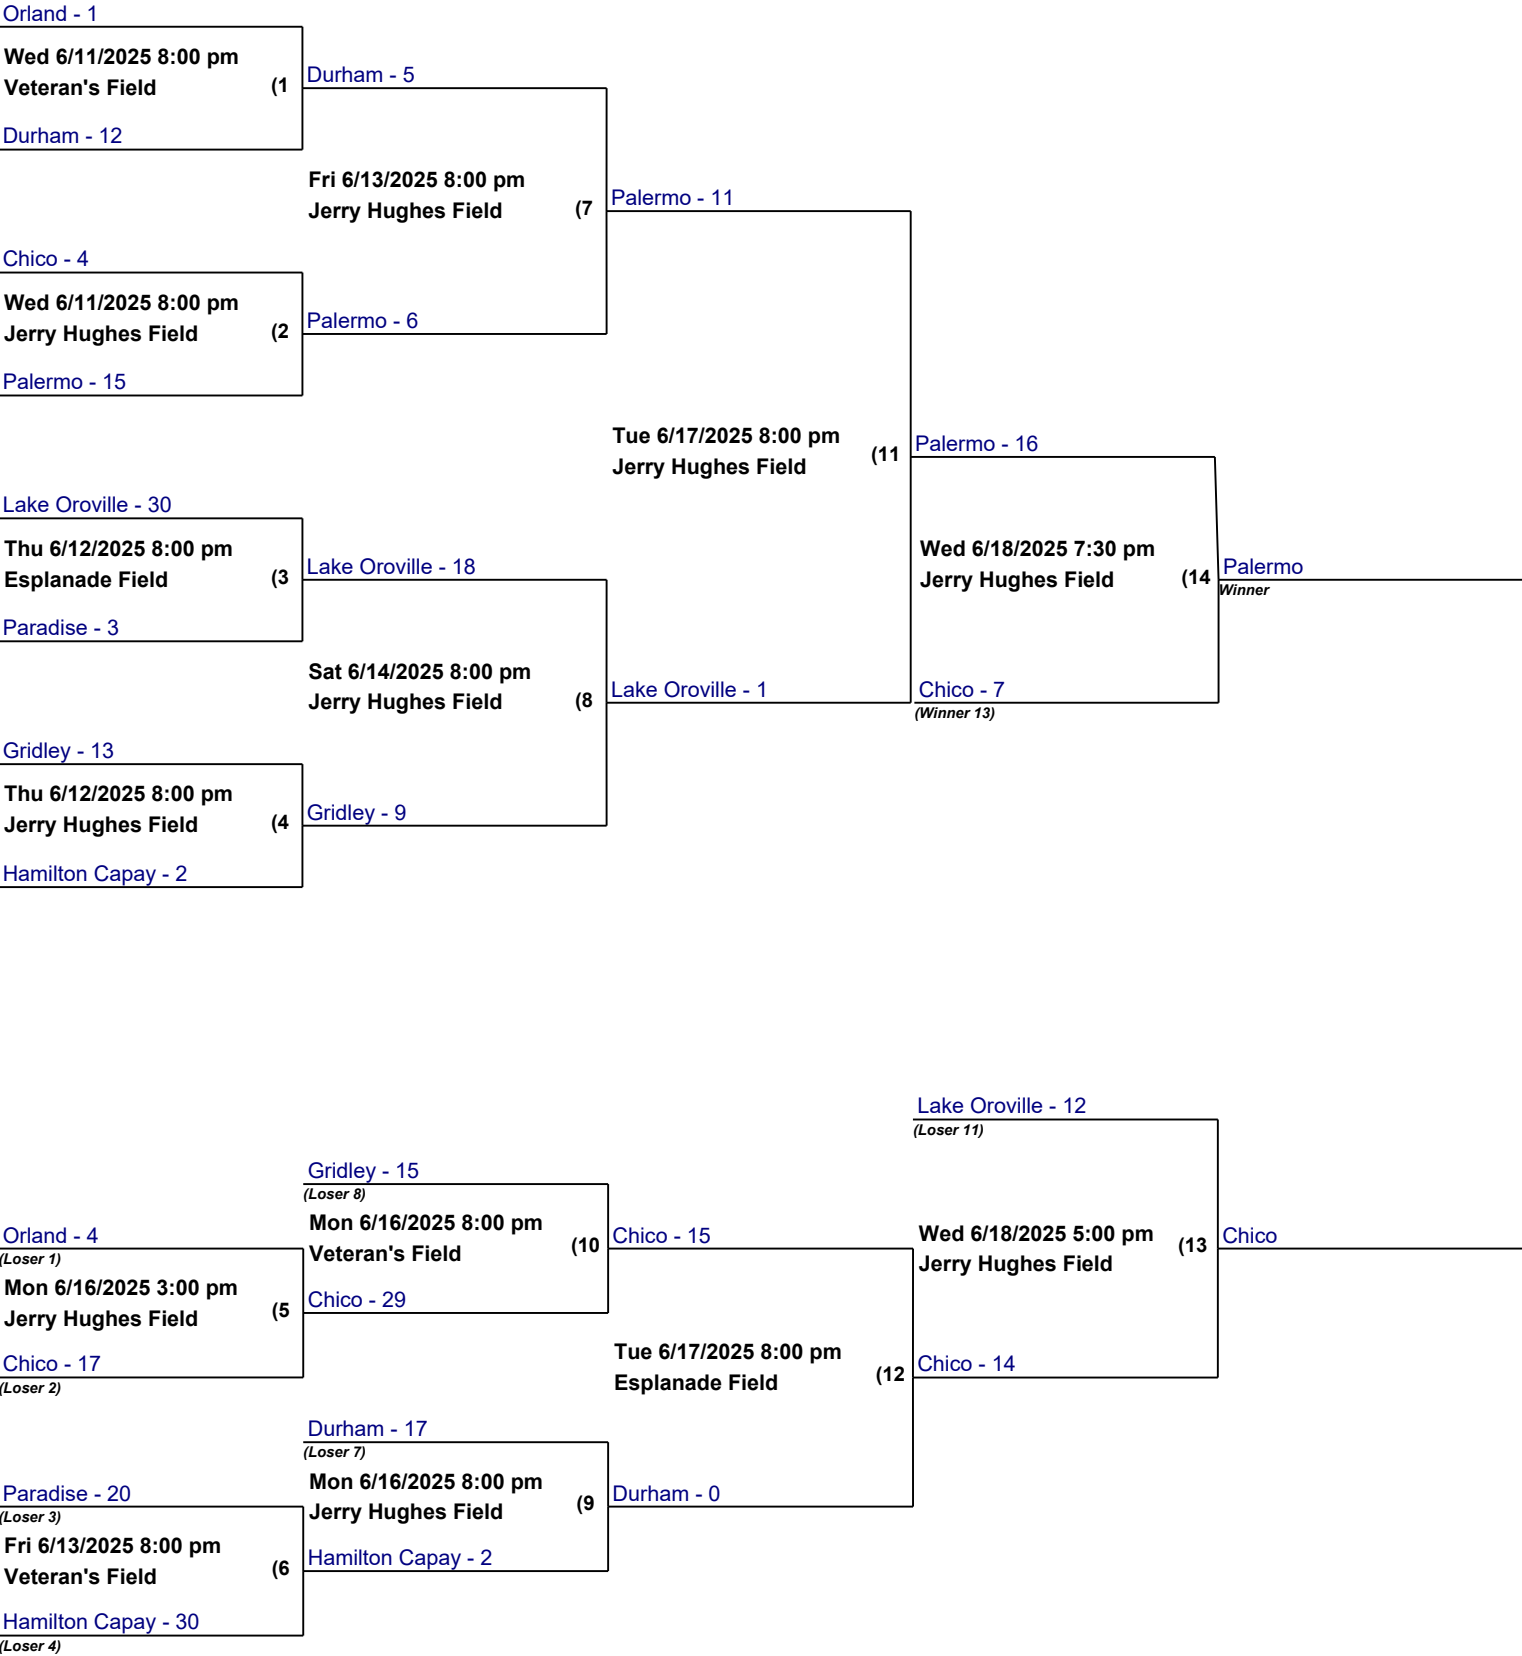 Orland - 1
Wed 6/11/2025 8:00 pm
Veteran's Field
(1
Durham - 12
Durham - 5
Fri 6/13/2025 8:00 pm
Jerry Hughes Field
(7
Chico - 4
Wed 6/11/2025 8:00 pm
Jerry Hughes Field
(2
Palermo - 15
Palermo - 6
Palermo - 11
Tue 6/17/2025 8:00 pm
Jerry Hughes Field
(11
Lake Oroville - 30
Thu 6/12/2025 8:00 pm
Esplanade Field
(3
Paradise - 3
Lake Oroville - 18
Sat 6/14/2025 8:00 pm
Jerry Hughes Field
(8
Gridley - 13
Thu 6/12/2025 8:00 pm
Jerry Hughes Field
(4
Hamilton Capay - 2
Gridley - 9
Lake Oroville - 1
Palermo - 16
Wed 6/18/2025 7:30 pm
Jerry Hughes Field
(14
Chico - 7
(Winner 13)
Palermo
Winner
Orland - 4
(Loser 1)
Mon 6/16/2025 3:00 pm
Jerry Hughes Field
(5
Chico - 17
(Loser 2)
Gridley - 15
(Loser 8)
Mon 6/16/2025 8:00 pm
Veteran's Field
(10
Chico - 29
Paradise - 20
(Loser 3)
Fri 6/13/2025 8:00 pm
Veteran's Field
(6
Hamilton Capay - 30
(Loser 4)
Durham - 17
(Loser 7)
Mon 6/16/2025 8:00 pm
Jerry Hughes Field
(9
Hamilton Capay - 2
Chico - 15
Tue 6/17/2025 8:00 pm
Esplanade Field
(12
Durham - 0
Lake Oroville - 12
(Loser 11)
Wed 6/18/2025 5:00 pm
Jerry Hughes Field
(13
Chico - 14
Chico